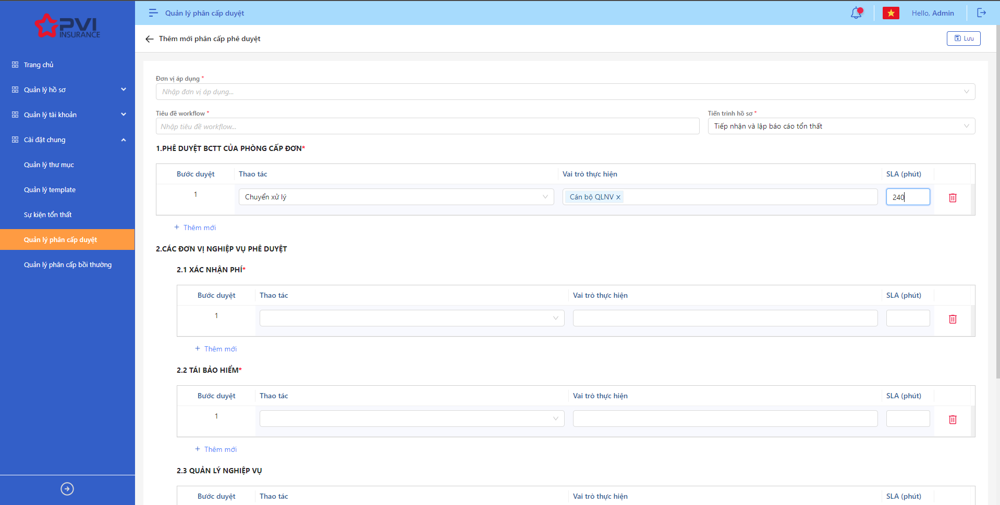 PVI
INSURANCE
Trang chủ
Quản lý hồ sơ
Quản lý tài khoản
Cài đặt chung
Quản lý thư mục
Quản lý template
Sự kiện tổn thất
Quản lý phân cấp duyệt
Quản lý phân cấp bồi thường
Quản lý phân cấp duyệt
Hello, Admin
Thêm mới phân cấp phê duyệt
Lưu
Đơn vị áp dụng *
Nhập đơn vị áp dụng...
Tiêu đề workflow *
Tiến trình hồ sơ *
Nhập tiêu đề workflow...
Tiếp nhận và lập báo cáo tổn thất
1.PHÊ DUYỆT BCTT CỦA PHÒNG CẤP ĐƠN*
Bước duyệt Thao tác Vai trò thực hiện SLA (phút)
1 Chuyển xử lý Cán bộ QLNV x 240
+ Thêm mới
2.CÁC ĐƠN VỊ NGHIỆP VỤ PHÊ DUYỆT
2.1 XÁC NHẬN PHÍ*
Bước duyệt Thao tác Vai trò thực hiện SLA (phút)
1
+ Thêm mới
2.2 TÁI BẢO HIỂM*
Bước duyệt Thao tác Vai trò thực hiện SLA (phút)
1
+ Thêm mới
2.3 QUẢN LÝ NGHIỆP VỤ
Bước duyệt Thao tác Vai trò thực hiện SLA (phút)